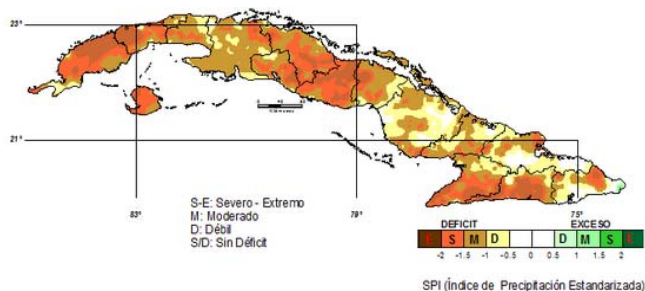 23°
21°
83°
79°
75°
S-E: Severo - Extremo
M: Moderado
D: Débil
S/D: Sin Déficit
DEFICIT EXCESO
E S M D D M S E
-2 -1.5 -1 -0.5 0 0.5 1 1.5 2
SPI (Índice de Precipitación Estandarizada)